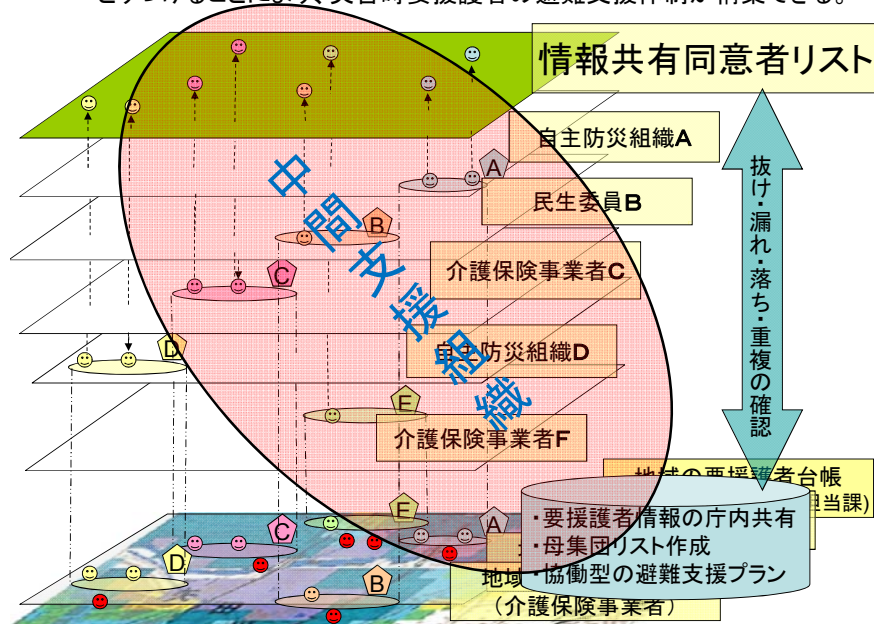 情報共有同意者リスト
自主防災組織A
A
民生委員B
B
介護保険事業者C
C
自主防災組織D
D
E
介護保険事業者F
中間支援組織
抜け・漏れ・落ち・重複の確認
地域の要援護者台帳
担当課)
・要援護者情報の庁内共有
・母集団リスト作成
・協働型の避難支援プラン
地域
(介護保険事業者)
E
A
C
D
B